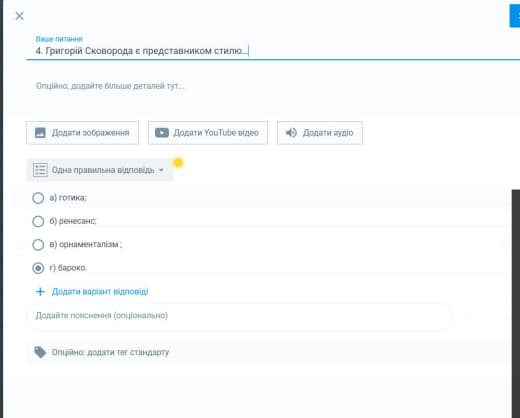 Ваше питання
4. Григорій Сковорода є представником стилю...
Опційно, додайте більше деталей тут...
Додати зображення
Додати YouTube відео
Додати аудіо
Одна правильна відповідь
а) готика;
б) ренесанс;
в) орнаменталізм ;
г) бароко.
+ Додати варіант відповіді
Додайте пояснення (опціонально)
Опційно: додати тег стандарту